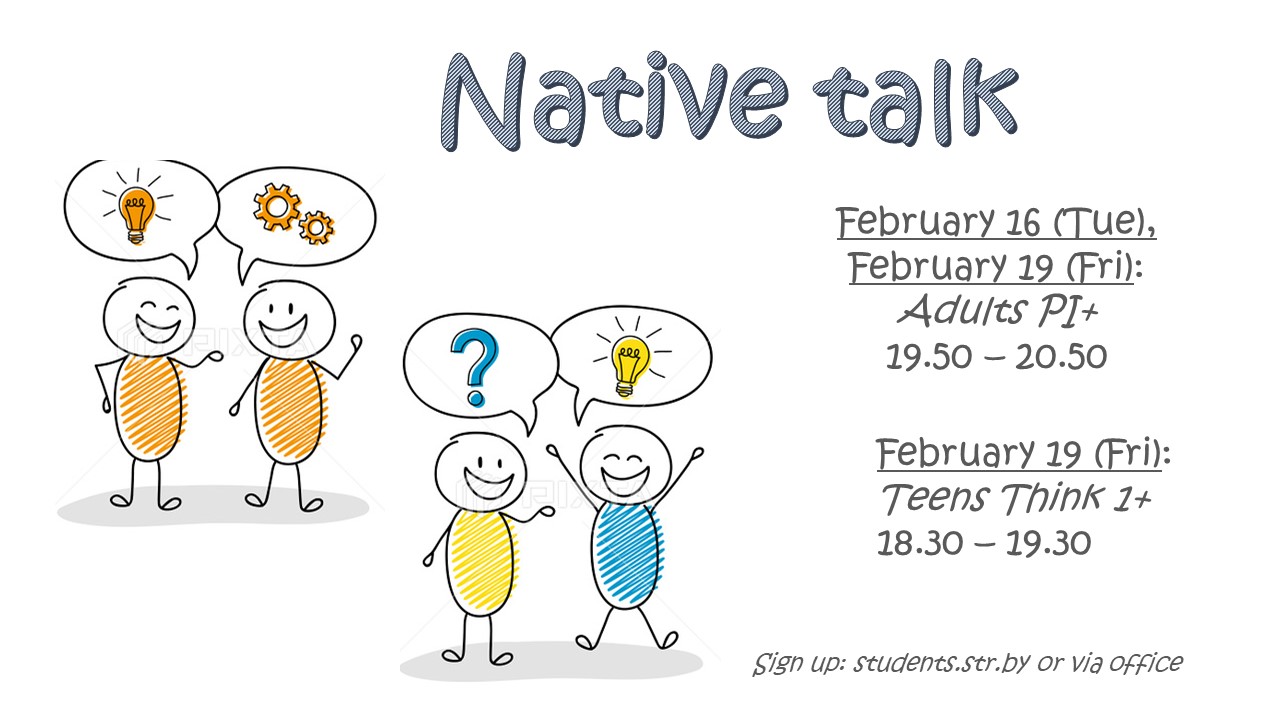 Native talk
February 16 (Tue),
February 19 (Fri):
Adults PI+
19.50 – 20.50
February 19 (Fri):
Teens Think 1+
18.30 – 19.30
Sign up: students.str.by or via office